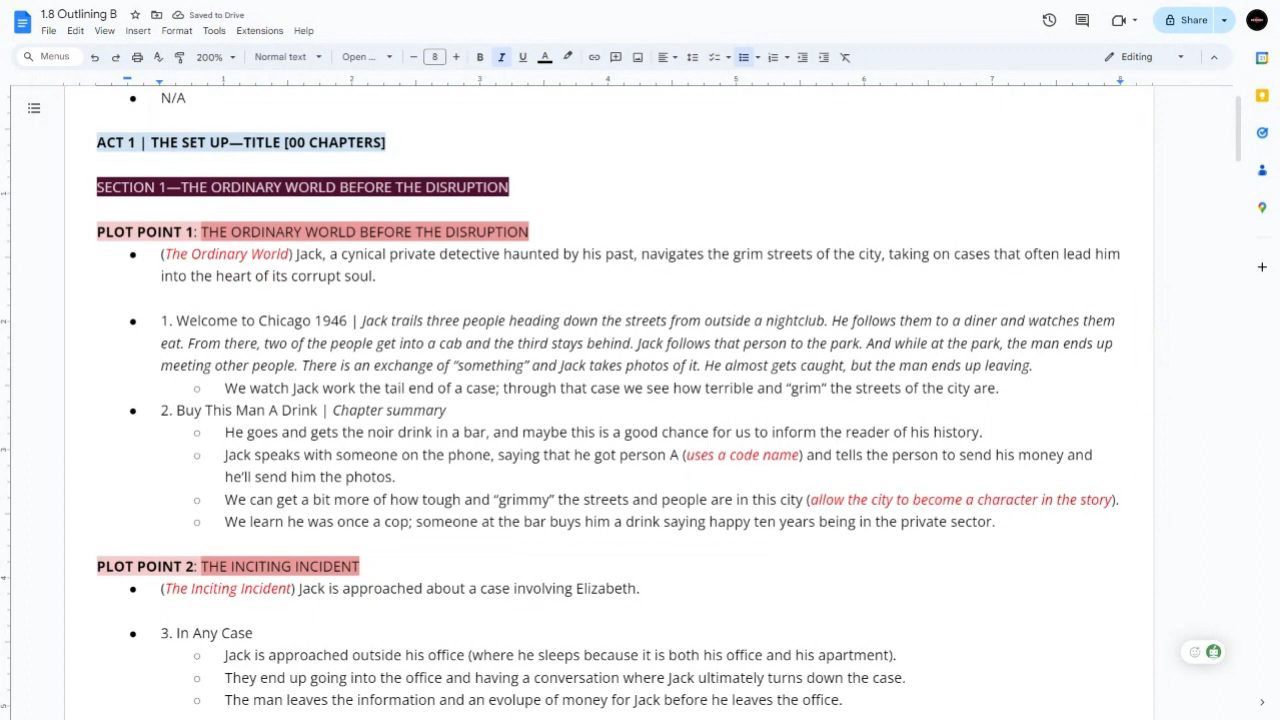 1.8 Outlining B
Saved to Drive
File Edit View Insert Format Tools Extensions Help
Share
Menus
200%
Normal text
Open ...
8
B I U A
Editing
1 2 3 4 5 6 7 8
N/A
ACT 1 | THE SET UP—TITLE [00 CHAPTERS]
SECTION 1—THE ORDINARY WORLD BEFORE THE DISRUPTION
PLOT POINT 1: THE ORDINARY WORLD BEFORE THE DISRUPTION
(The Ordinary World) Jack, a cynical private detective haunted by his past, navigates the grim streets of the city, taking on cases that often lead him
into the heart of its corrupt soul.
1. Welcome to Chicago 1946 | Jack trails three people heading down the streets from outside a nightclub. He follows them to a diner and watches them
eat. From there, two of the people get into a cab and the third stays behind. Jack follows that person to the park. And while at the park, the man ends up
meeting other people. There is an exchange of “something” and Jack takes photos of it. He almost gets caught, but the man ends up leaving.
We watch Jack work the tail end of a case; through that case we see how terrible and “grim” the streets of the city are.
2. Buy This Man A Drink | Chapter summary
He goes and gets the noir drink in a bar, and maybe this is a good chance for us to inform the reader of his history.
Jack speaks with someone on the phone, saying that he got person A (uses a code name) and tells the person to send his money and
he’ll send him the photos.
We can get a bit more of how tough and “grimmy” the streets and people are in this city (allow the city to become a character in the story).
We learn he was once a cop; someone at the bar buys him a drink saying happy ten years being in the private sector.
PLOT POINT 2: THE INCITING INCIDENT
(The Inciting Incident) Jack is approached about a case involving Elizabeth.
3. In Any Case
Jack is approached outside his office (where he sleeps because it is both his office and his apartment).
They end up going into the office and having a conversation where Jack ultimately turns down the case.
The man leaves the information and an evolupe of money for Jack before he leaves the office.